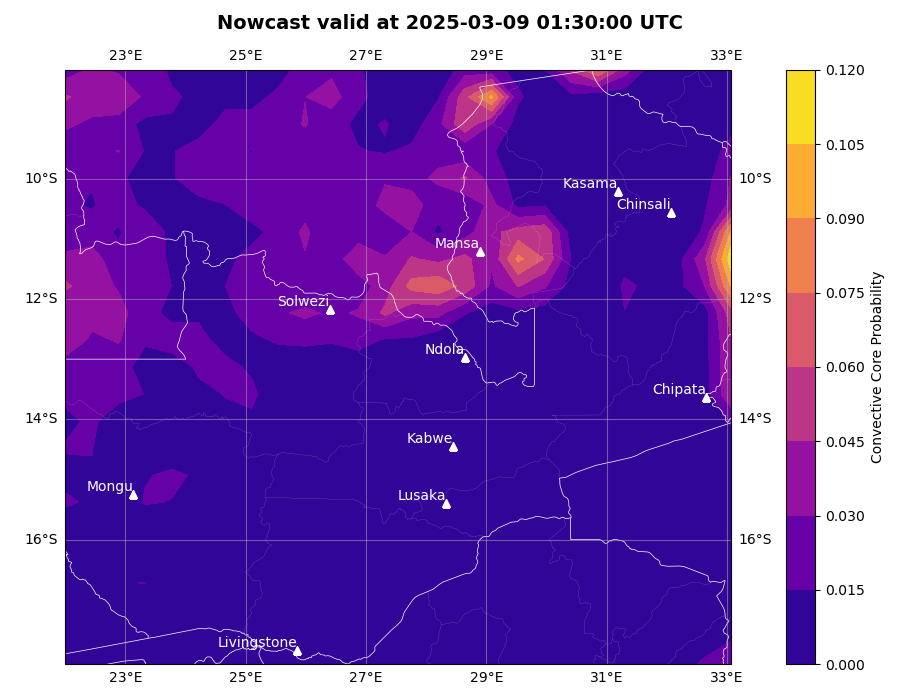 Nowcast valid at 2025-03-09 01:30:00 UTC
23°E 25°E 27°E 29°E 31°E 33°E
0.120
0.105
10°S 10°S
Kasama
Chinsali
0.090
Mansa
0.075
12°S 12°S
Solwezi
Ndola
0.060
Chipata
14°S 14°S
Kabwe
0.045
Mongu
Lusaka
0.030
16°S 16°S
0.015
Livingstone
0.000
23°E 25°E 27°E 29°E 31°E 33°E
Convective Core Probability